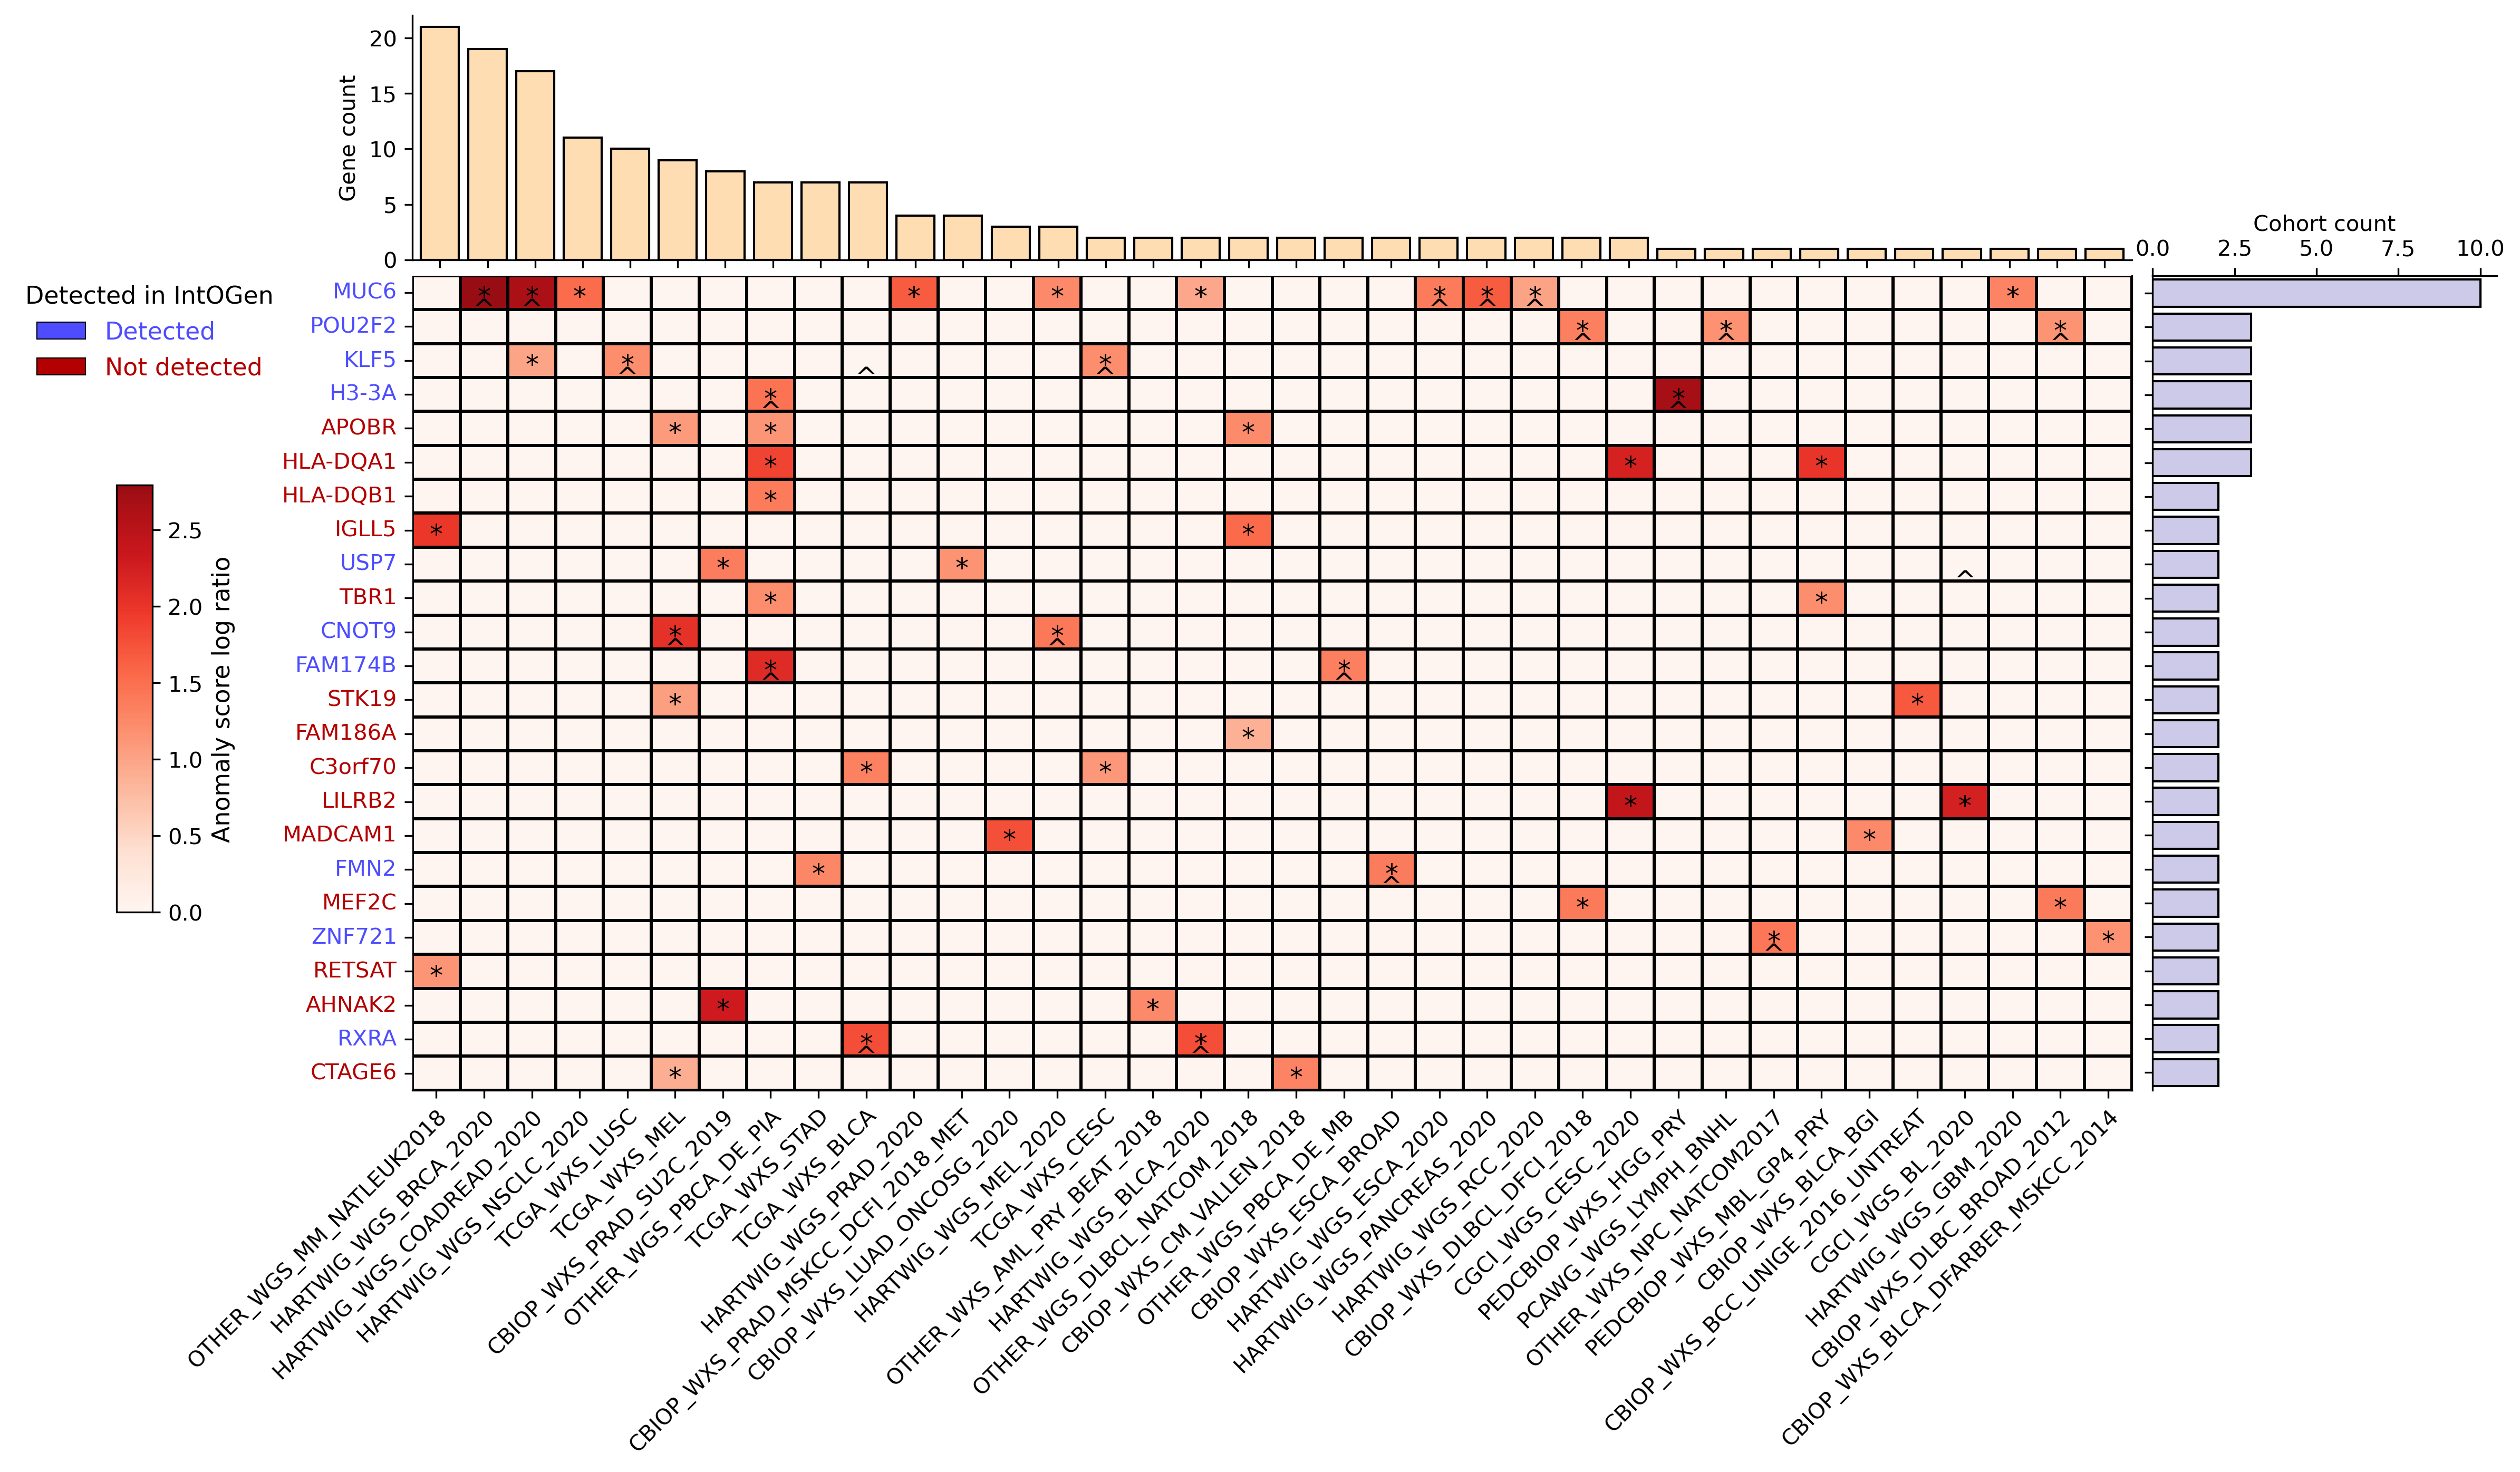 20
15
10
5
0
Gene count
Cohort count
0.0 2.5 5.0 7.5 10.0
Detected in IntOGen
Detected
Not detected
2.5
2.0
1.5
1.0
0.5
0.0
Anomaly score log ratio
MUC6
POU2F2
KLF5
H3-3A
APOBR
HLA-DQA1
HLA-DQB1
IGLL5
USP7
TBR1
CNOT9
FAM174B
STK19
FAM186A
C3orf70
LILRB2
MADCAM1
FMN2
MEF2C
ZNF721
RETSAT
AHNAK2
RXRA
CTAGE6
OTHER_WGS_MM_NATLEUK2018
HARTWIG_WGS_BRCA_2020
HARTWIG_WGS_COADREAD_2020
HARTWIG_WGS_NSCLC_2020
TCGA_WXS_LUSC
TCGA_WXS_MEL
CBIOP_WXS_PRAD_SU2C_2019
OTHER_WGS_PBCA_DE_PIA
TCGA_WXS_STAD
TCGA_WXS_BLCA
HARTWIG_WGS_PRAD_2020
CBIOP_WXS_PRAD_MSKCC_DCFI_2018_MET
CBIOP_WXS_LUAD_ONCOSG_2020
HARTWIG_WGS_MEL_2020
TCGA_WXS_CESC
OTHER_WXS_AML_PRY_BEAT_2018
HARTWIG_WGS_BLCA_2020
OTHER_WGS_DLBCL_NATCOM_2018
CBIOP_WXS_CM_VALLEN_2018
OTHER_WGS_PBCA_DE_MB
CBIOP_WXS_ESCA_BROAD
HARTWIG_WGS_ESCA_2020
HARTWIG_WGS_PANCREAS_2020
HARTWIG_WGS_RCC_2020
CBIOP_WXS_DLBCL_DFCI_2018
CGCI_WGS_CESC_2020
PEDCBIOP_WXS_HGG_PRY
PCAWG_WGS_LYMPH_BNHL
OTHER_WXS_NPC_NATCOM2017
PEDCBIOP_WXS_MBL_GP4_PRY
CBIOP_WXS_BLCA_BGI
CBIOP_WXS_BCC_UNIGE_2016_UNTREAT
CGCI_WGS_BL_2020
HARTWIG_WGS_GBM_2020
CBIOP_WXS_DLBC_BROAD_2012
CBIOP_WXS_BLCA_DFARBER_MSKCC_2014